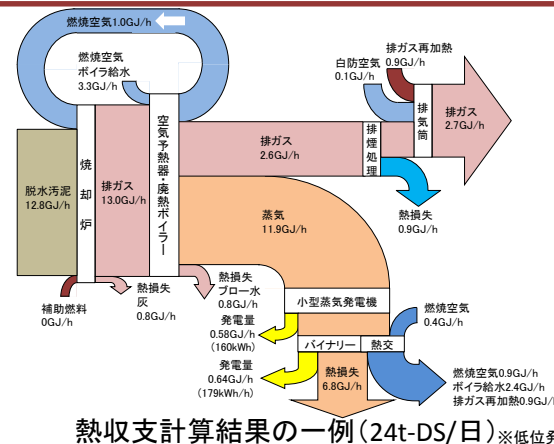 燃焼空気1.0GJ/h
燃焼空気
ボイラ給水
3.3GJ/h
白防空気
0.1GJ/h
排ガス再加熱
0.9GJ/h
脱水汚泥
12.8GJ/h
焼却炉
排ガス
13.0GJ/h
空気予熱器・廃熱ボイラー
排ガス
2.6GJ/h
排煙処理
排気筒
排ガス
2.7GJ/h
熱損失
0.9GJ/h
蒸気
11.9GJ/h
補助燃料
0GJ/h
熱損失
灰
0.8GJ/h
熱損失
ブロー水
0.8GJ/h
小型蒸気発電機
発電量
0.58GJ/h
(160kWh)
バイナリー
熱交
燃焼空気
0.4GJ/h
発電量
0.64GJ/h
(179kWh/h)
熱損失
6.8GJ/h
燃焼空気0.9GJ/h
ボイラ給水2.4GJ/h
排ガス再加熱0.9GJ/h
熱収支計算結果の一例(24t-DS/日)※低位発